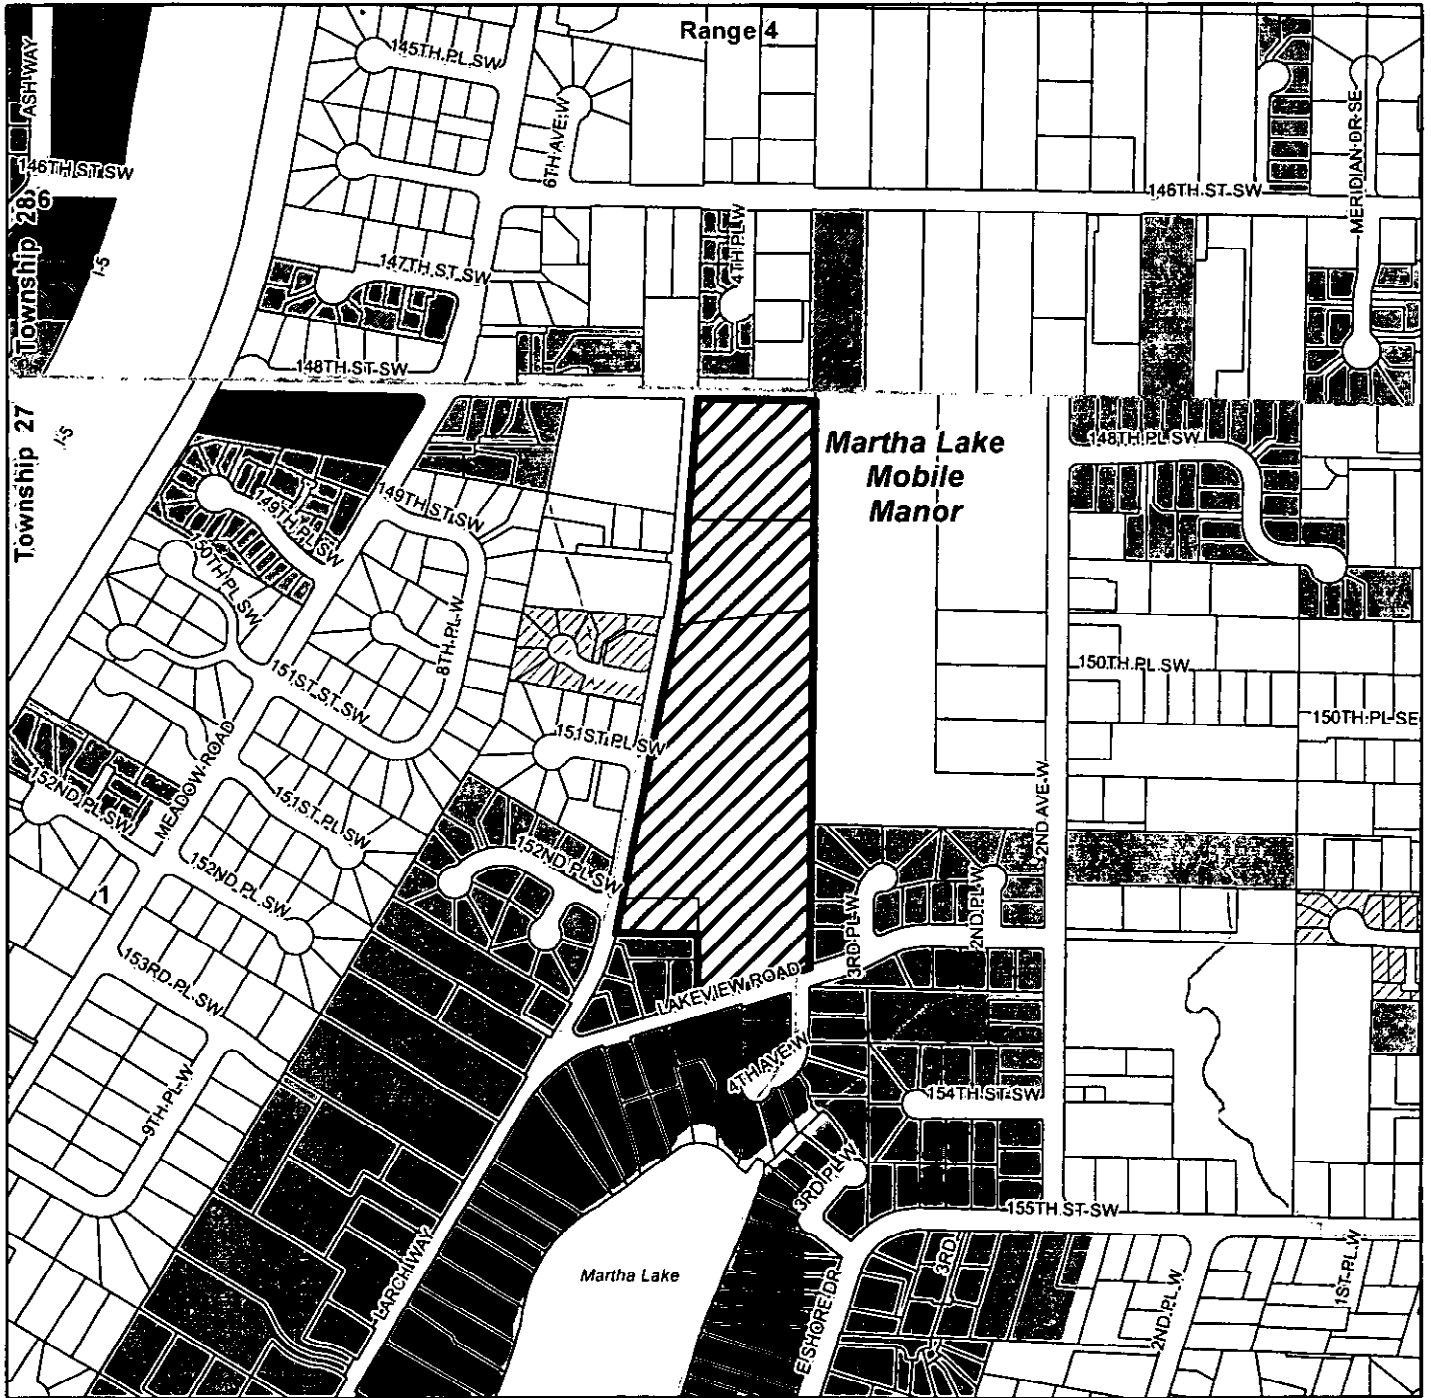 Range 4
ASH WAY
145TH PL SW
6TH AVE W
MERIDIAN DR SE
146TH ST SW
146TH ST SW
Township 28
36
I-5
147TH ST SW
4TH PL W
148TH ST SW
Township 27
I-5
Martha Lake
Mobile
Manor
148TH PL SW
149TH ST SW
149TH PL SW
150TH PL SW
8TH PL W
151ST ST SW
150TH PL SW
150TH PL SE
151ST PL SW
MEADOW ROAD
152ND PL SW
151ST PL SW
2ND AVE W
152ND PL SW
152ND PL SW
1
3RD PL W
2ND PL W
153RD PL SW
LAKEVIEW ROAD
9TH PL W
4TH AVE W
154TH ST SW
3RD PL W
155TH ST SW
LARCH WAY
Martha Lake
E SHORE DR
3RD
2ND PL W
1ST PL W